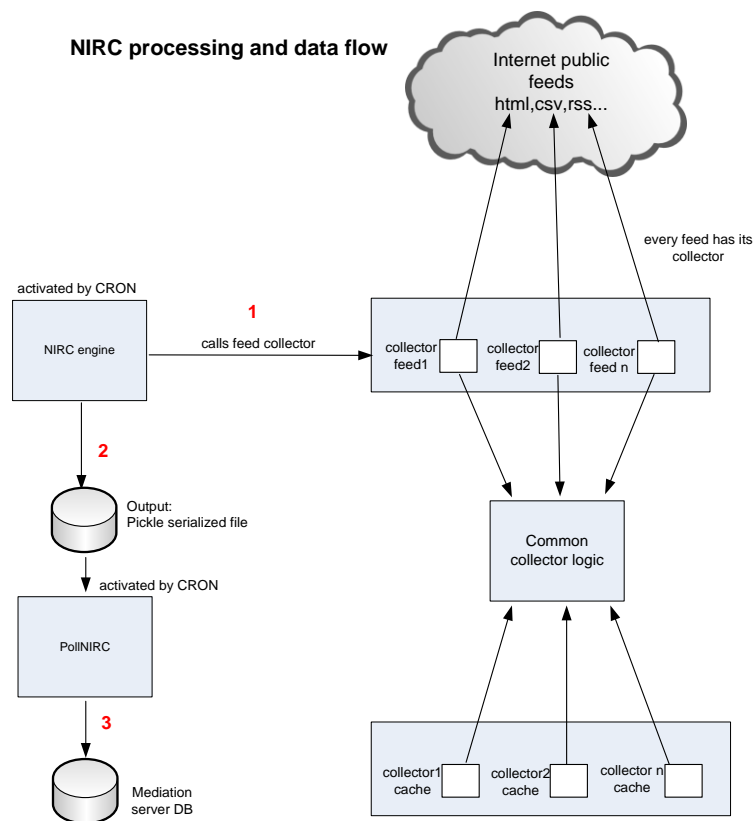 NIRC processing and data flow
Internet public
feeds
html,csv,rss...
every feed has its
collector
activated by CRON
1
NIRC engine
calls feed collector
collector
feed1
collector
feed2
collector
feed n
2
Output:
Pickle serialized file
Common
collector logic
activated by CRON
PollNIRC
3
Mediation
server DB
collector1
cache
collector2
cache
collector n
cache